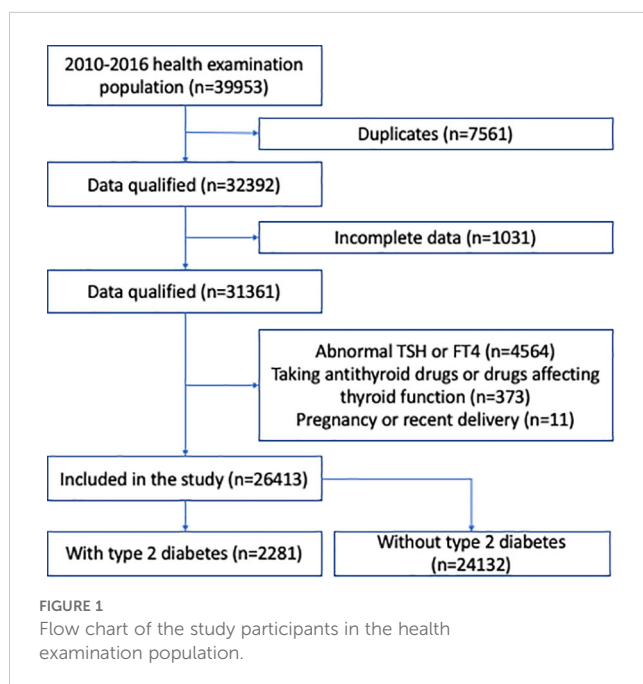 2010-2016 health examination
population (n=39953)
Duplicates (n=7561)
Data qualified (n=32392)
Incomplete data (n=1031)
Data qualified (n=31361)
Abnormal TSH or FT4 (n=4564)
Taking antithyroid drugs or drugs affecting
thyroid function (n=373)
Pregnancy or recent delivery (n=11)
Included in the study (n=26413)
With type 2 diabetes (n=2281)
Without type 2 diabetes
(n=24132)
FIGURE 1
Flow chart of the study participants in the health
examination population.